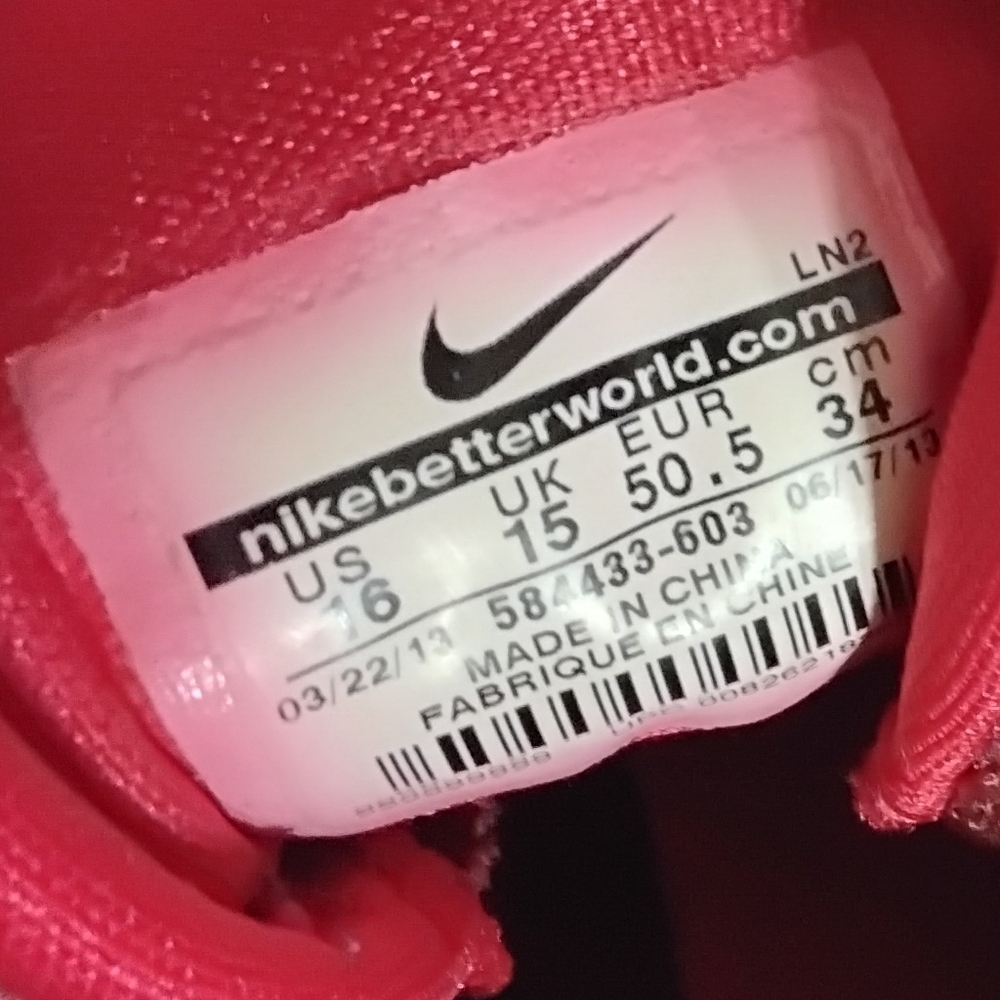 LN2
nikebetterworld.com
US UK EUR cm
16 15 50.5 34
03/22/13 584433-603 06/17/13
MADE IN CHINA
FABRIQUE EN CHINE